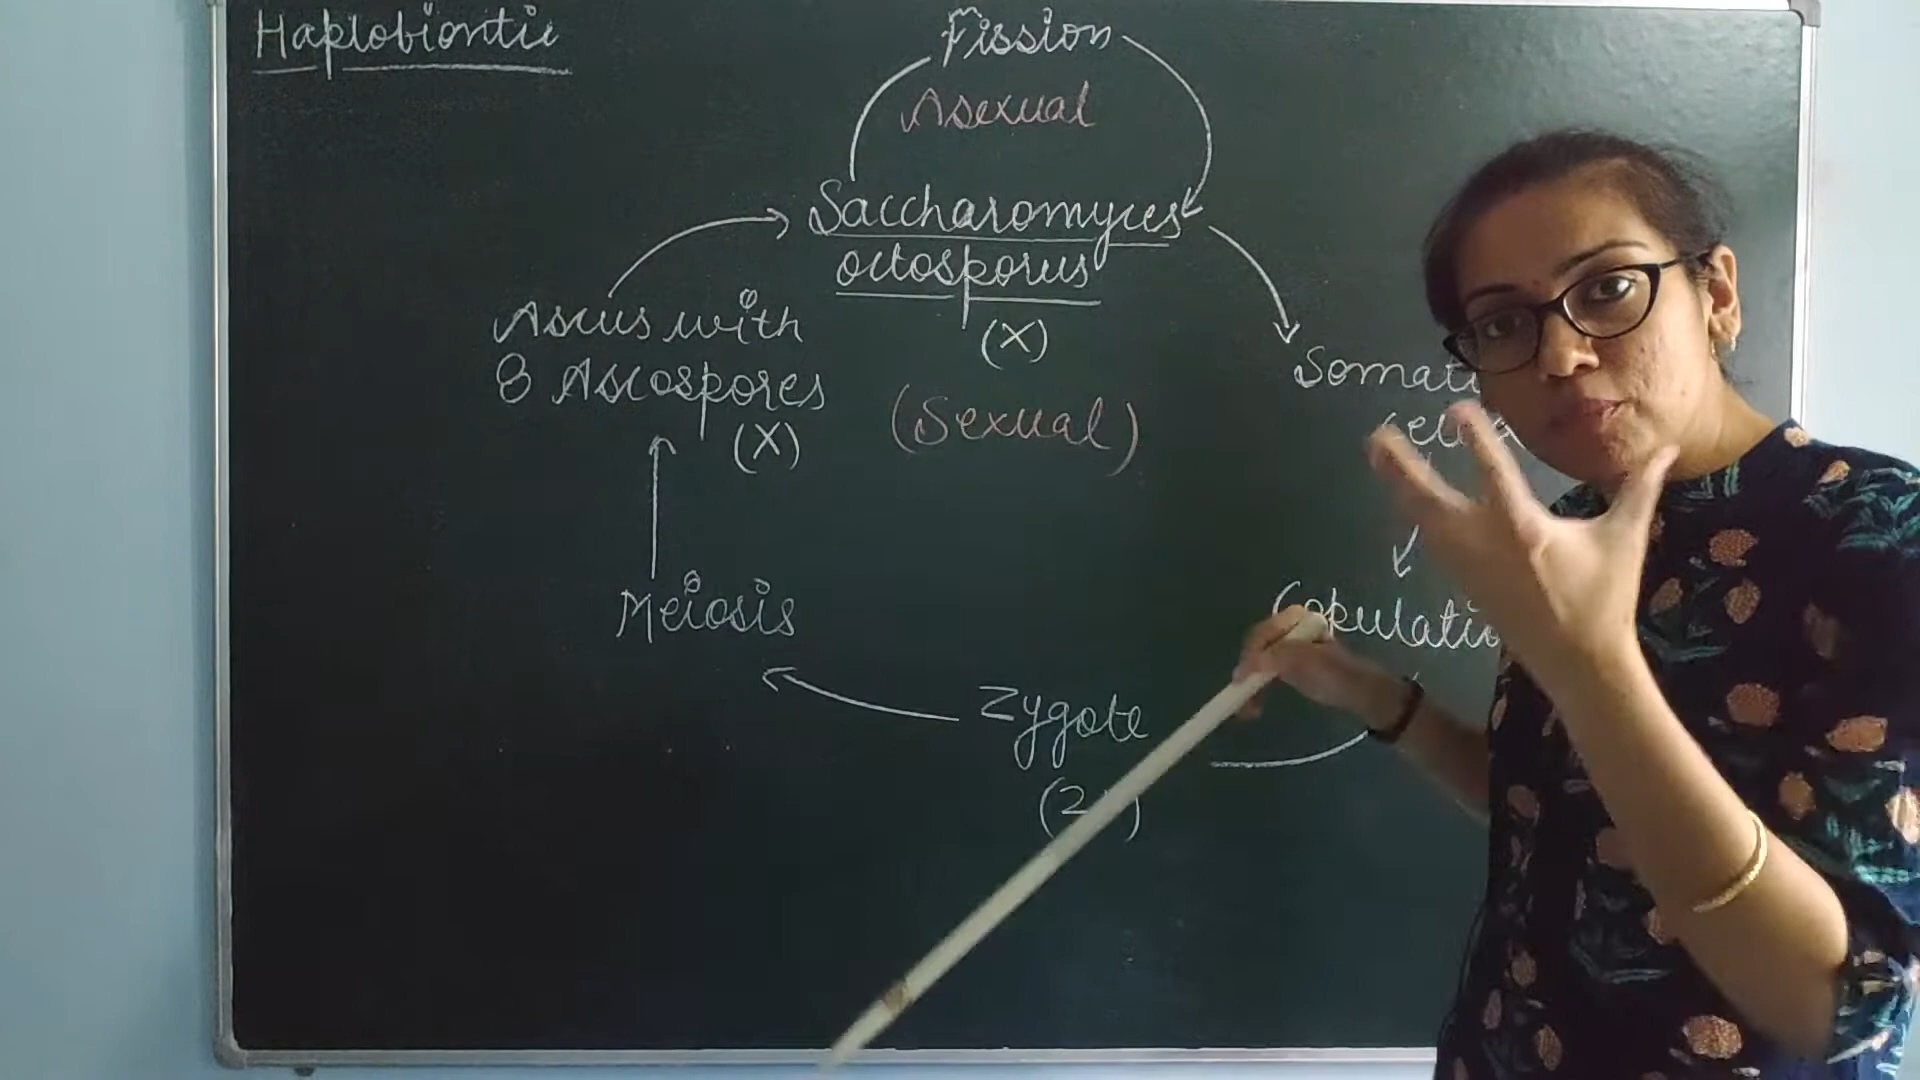 Haplobiontic
Fission
Asexual
Saccharomyces
octosporus
(X)
(Sexual)
Ascus with
8 Ascospores
(X)
Meiosis
Zygote